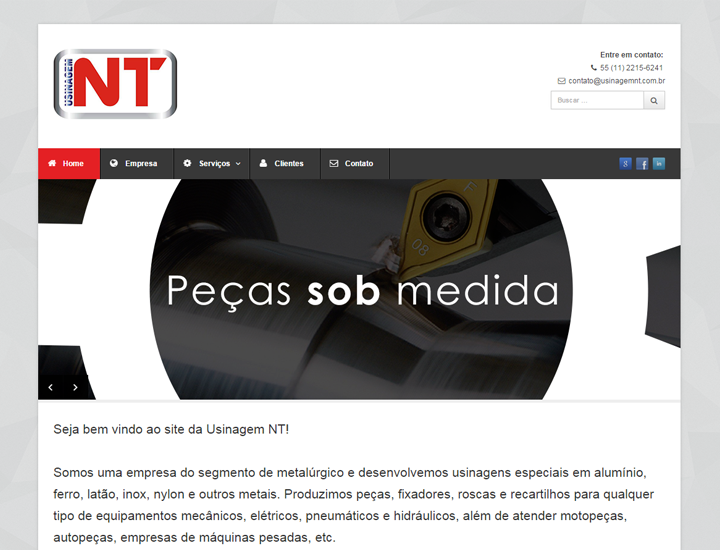 USINAGEM
NT
Entre em contato:
55 (11) 2215-6241
contato@usinagemnt.com.br
Buscar ...
Home Empresa Serviços Clientes Contato
g f in
F
08
Peças sob medida
Seja bem vindo ao site da Usinagem NT!
Somos uma empresa do segmento de metalúrgico e desenvolvemos usinagens especiais em alumínio,
ferro, latão, inox, nylon e outros metais. Produzimos peças, fixadores, roscas e recartilhos para qualquer
tipo de equipamentos mecânicos, elétricos, pneumáticos e hidráulicos, além de atender motopeças,
autopeças, empresas de máquinas pesadas, etc.